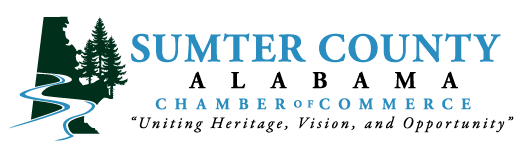 SUMTER COUNTY
ALABAMA
CHAMBER OF COMMERCE
“Uniting Heritage, Vision, and Opportunity”